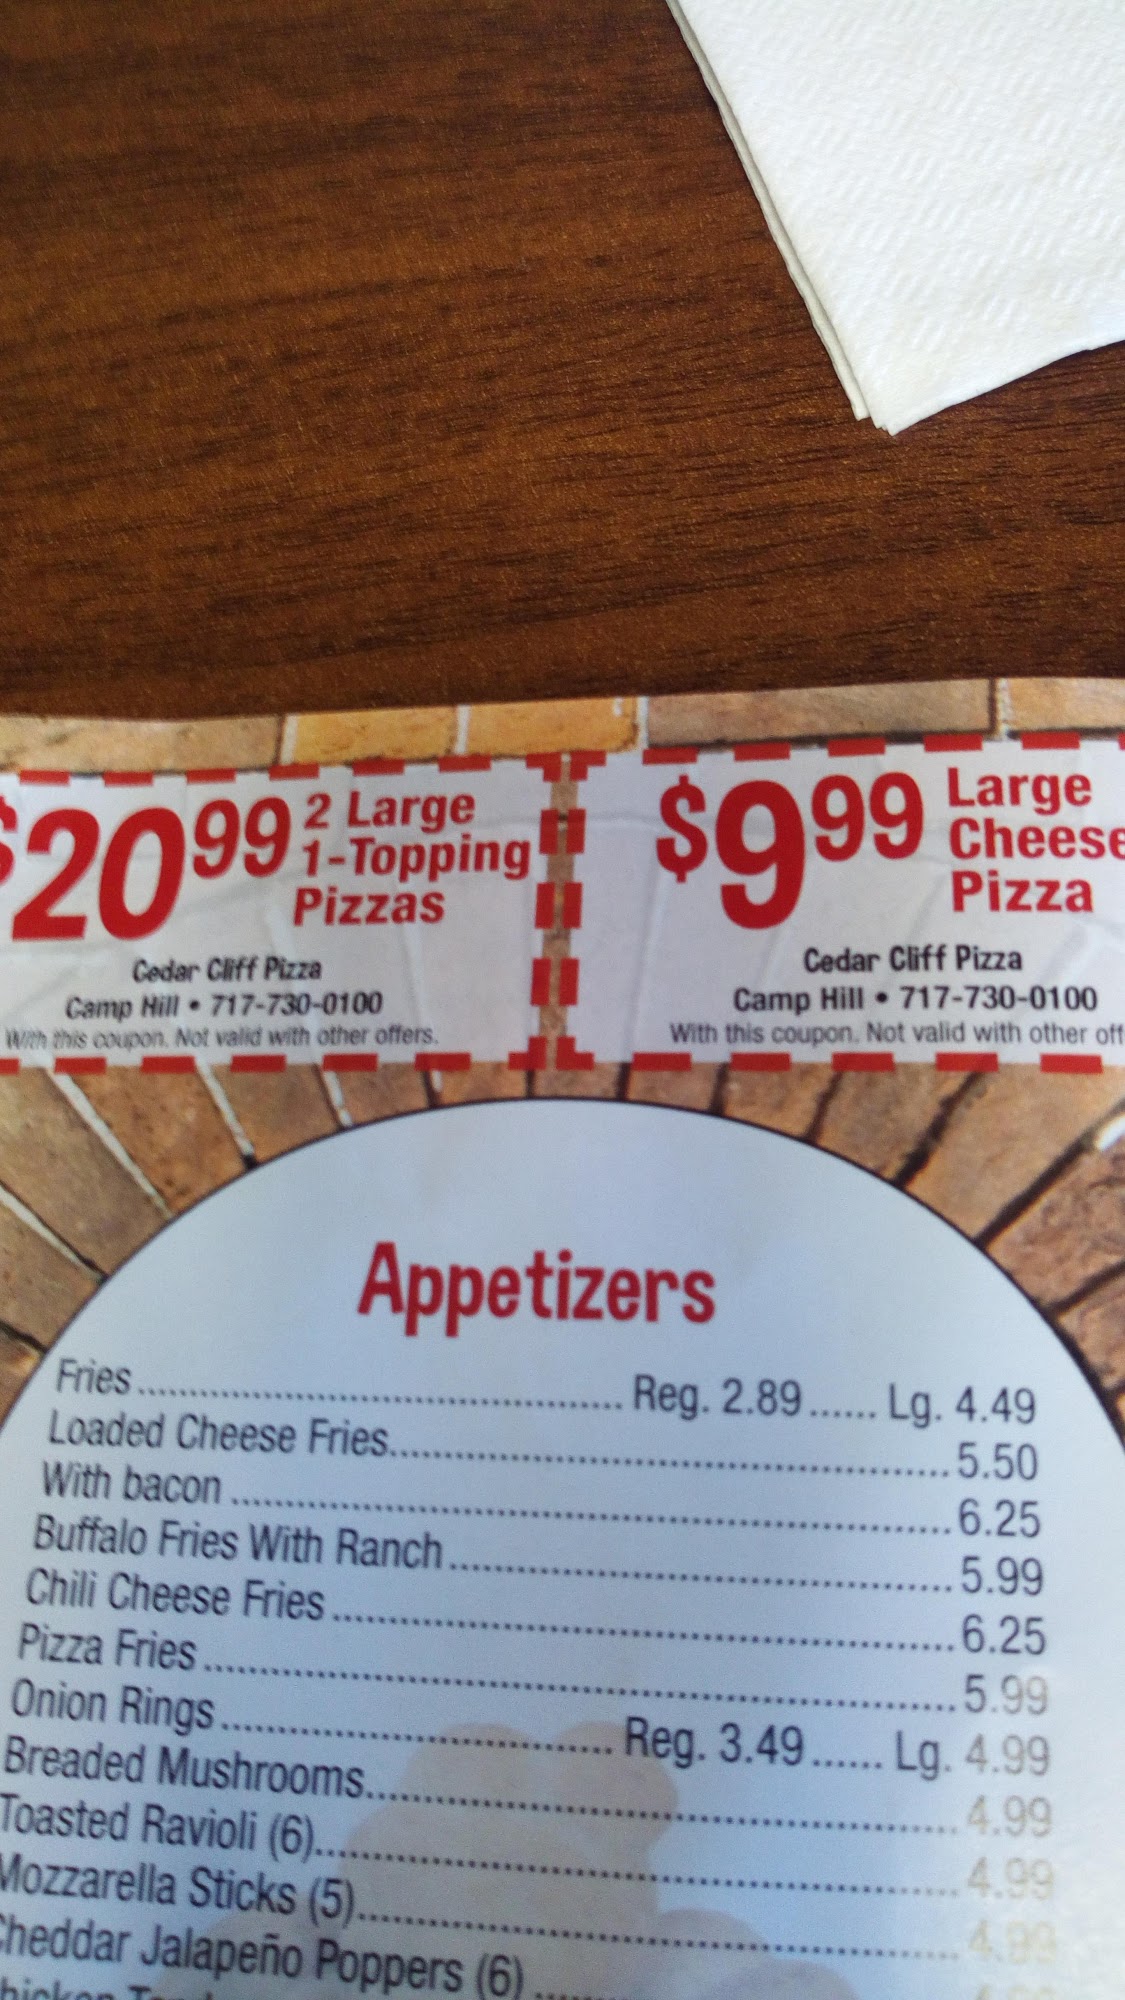 $20.99 2 Large
1-Topping
Pizzas
Cedar Cliff Pizza
Camp Hill • 717-730-0100
With this coupon. Not valid with other offers.
$9.99 Large
Cheese
Pizza
Cedar Cliff Pizza
Camp Hill • 717-730-0100
With this coupon. Not valid with other off
Appetizers
Fries Reg. 2.89 Lg. 4.49
Loaded Cheese Fries 5.50
With bacon 6.25
Buffalo Fries With Ranch 5.99
Chili Cheese Fries 6.25
Pizza Fries 5.99
Onion Rings Reg. 3.49 Lg. 4.99
Breaded Mushrooms 4.99
Toasted Ravioli (6) 4.99
Mozzarella Sticks (5) 4.99
Cheddar Jalapeño Poppers (6)